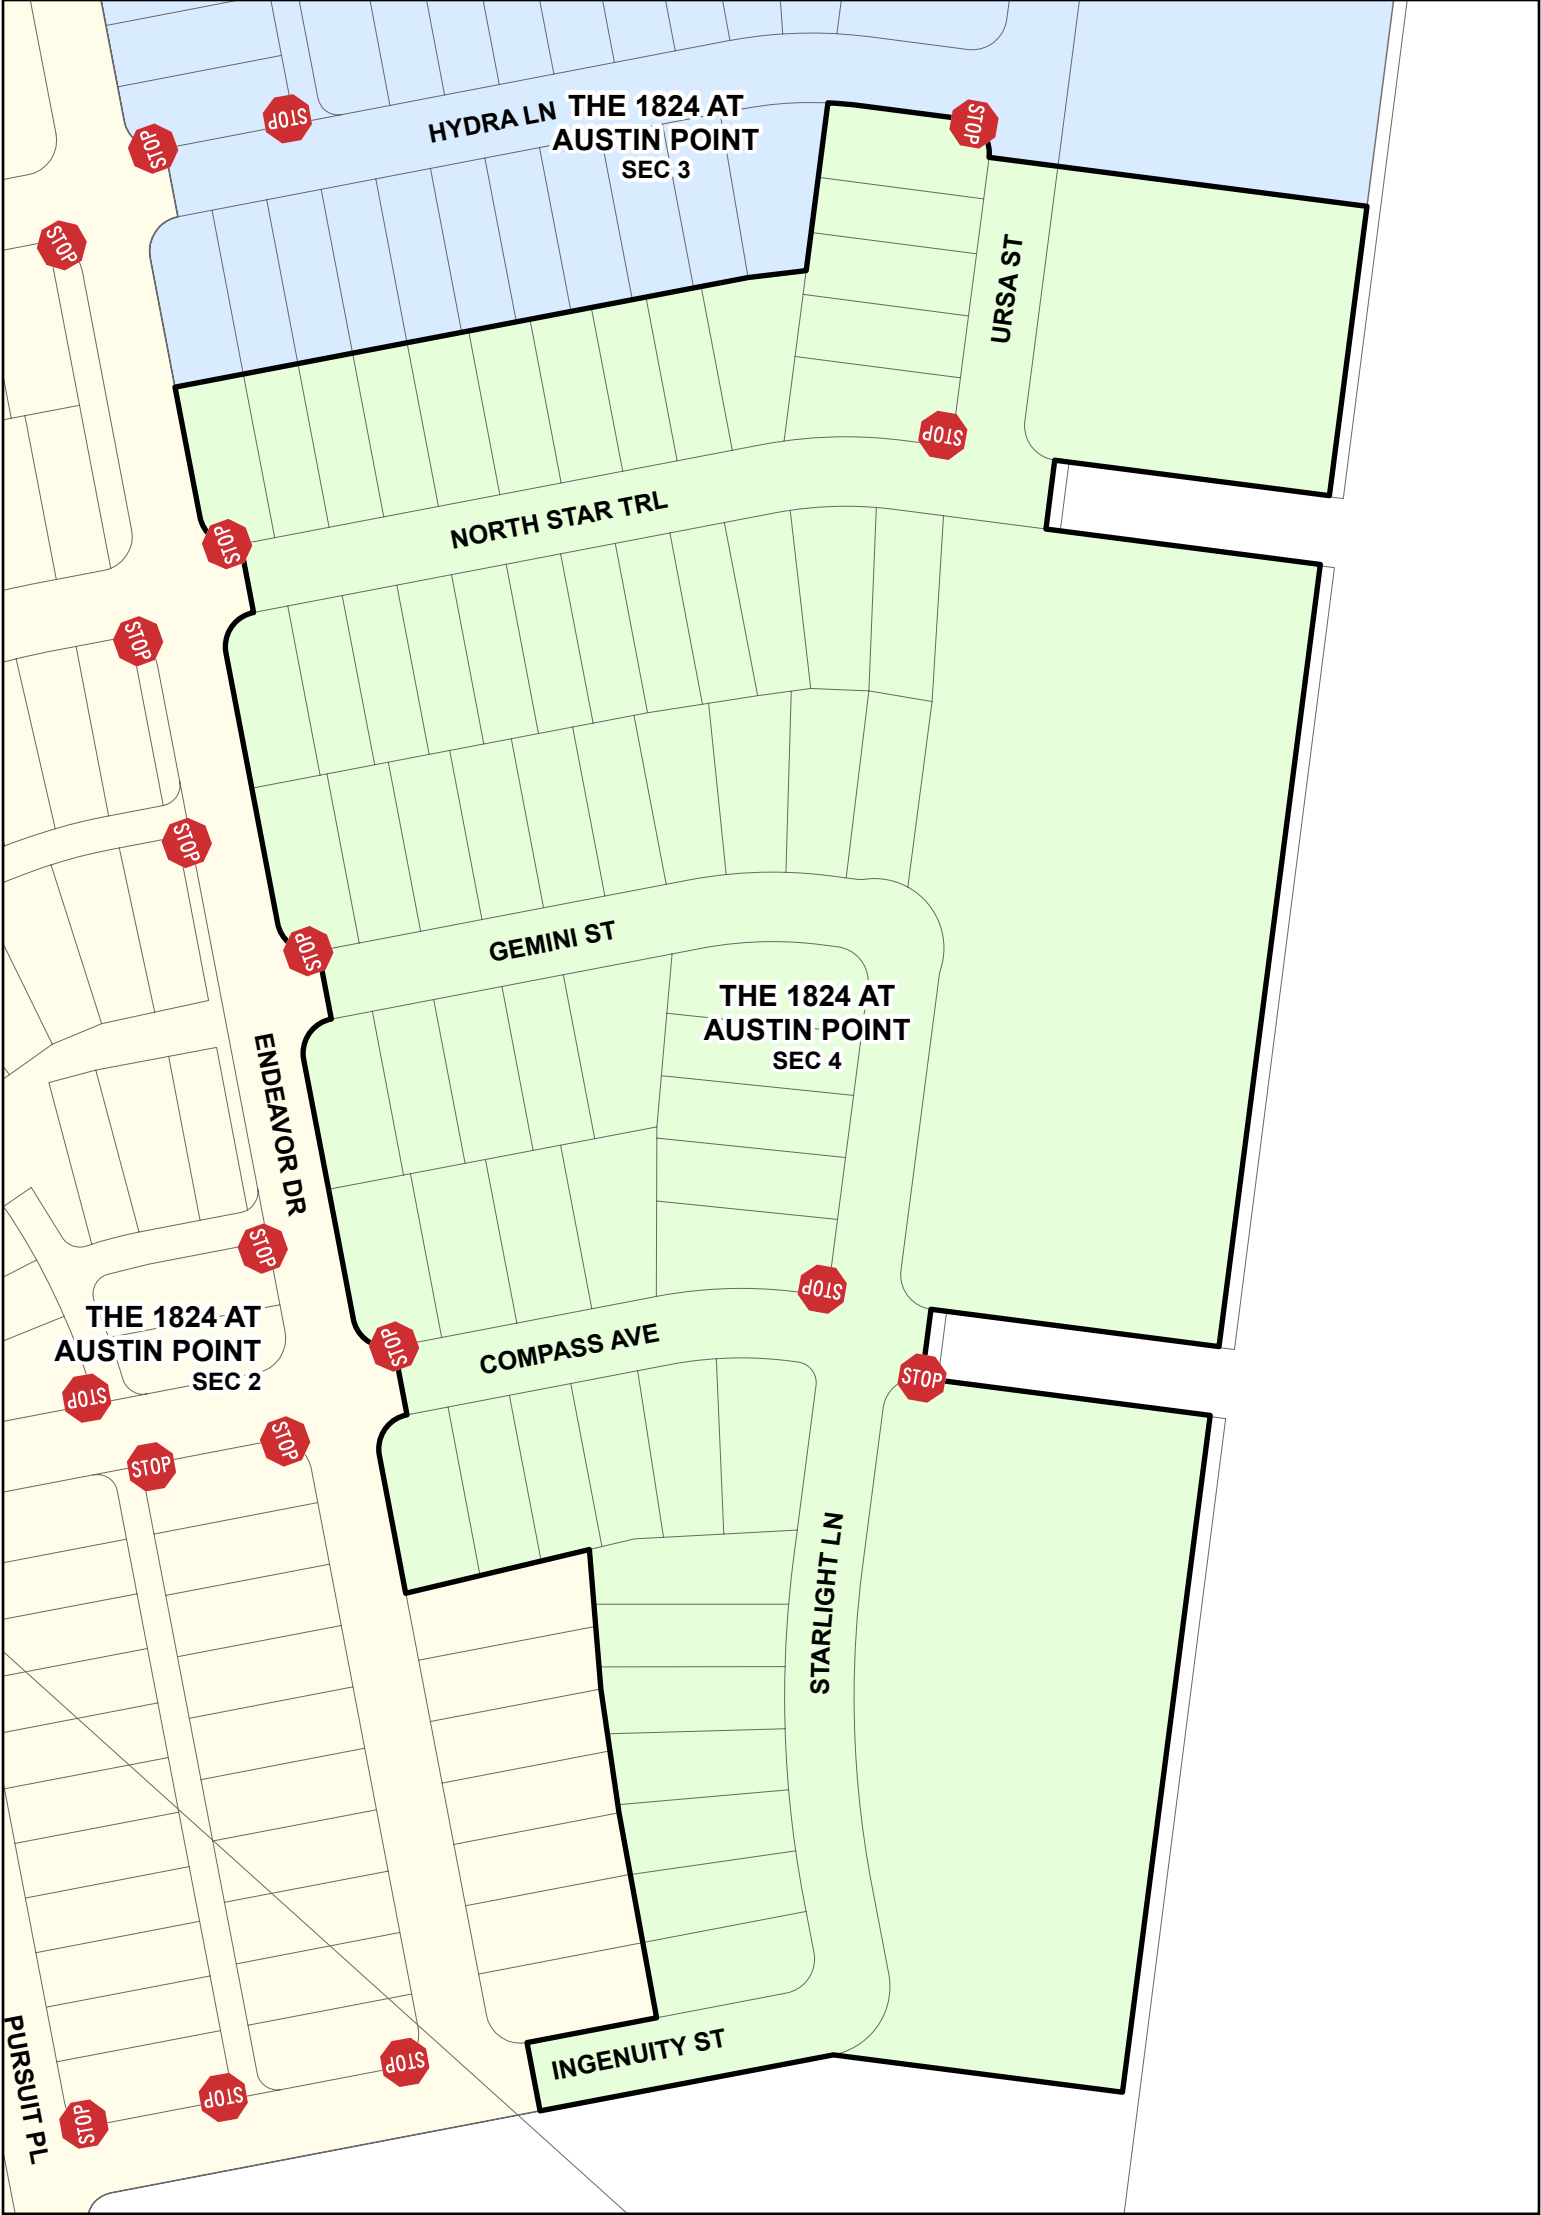 STOP
STOP
STOP
HYDRA LN
THE 1824 AT
AUSTIN POINT
SEC 3
STOP
URSA ST
STOP
NORTH STAR TRL
STOP
STOP
STOP
GEMINI ST
STOP
THE 1824 AT
AUSTIN POINT
SEC 4
ENDEAVOR DR
STOP
STOP
THE 1824 AT
AUSTIN POINT
SEC 2
STOP
COMPASS AVE
STOP
STOP
STOP
STOP
STARLIGHT LN
INGENUITY ST
STOP
STOP
STOP
PURSUIT PL